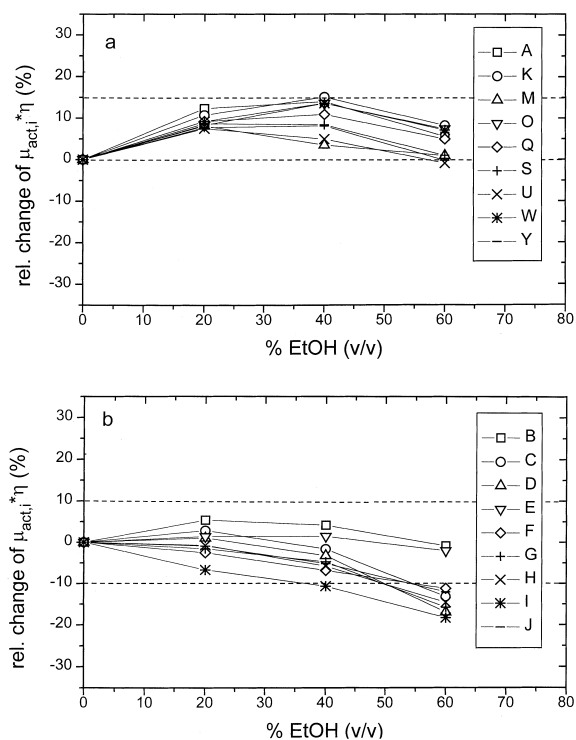 a
rel. change of μact,i*η (%)
30
20
10
0
-10
-20
-30
0 10 20 30 40 50 60 70 80
% EtOH (v/v)
A
K
M
O
Q
S
U
W
Y
b
rel. change of μact,i*η (%)
30
20
10
0
-10
-20
-30
0 10 20 30 40 50 60 70 80
% EtOH (v/v)
B
C
D
E
F
G
H
I
J